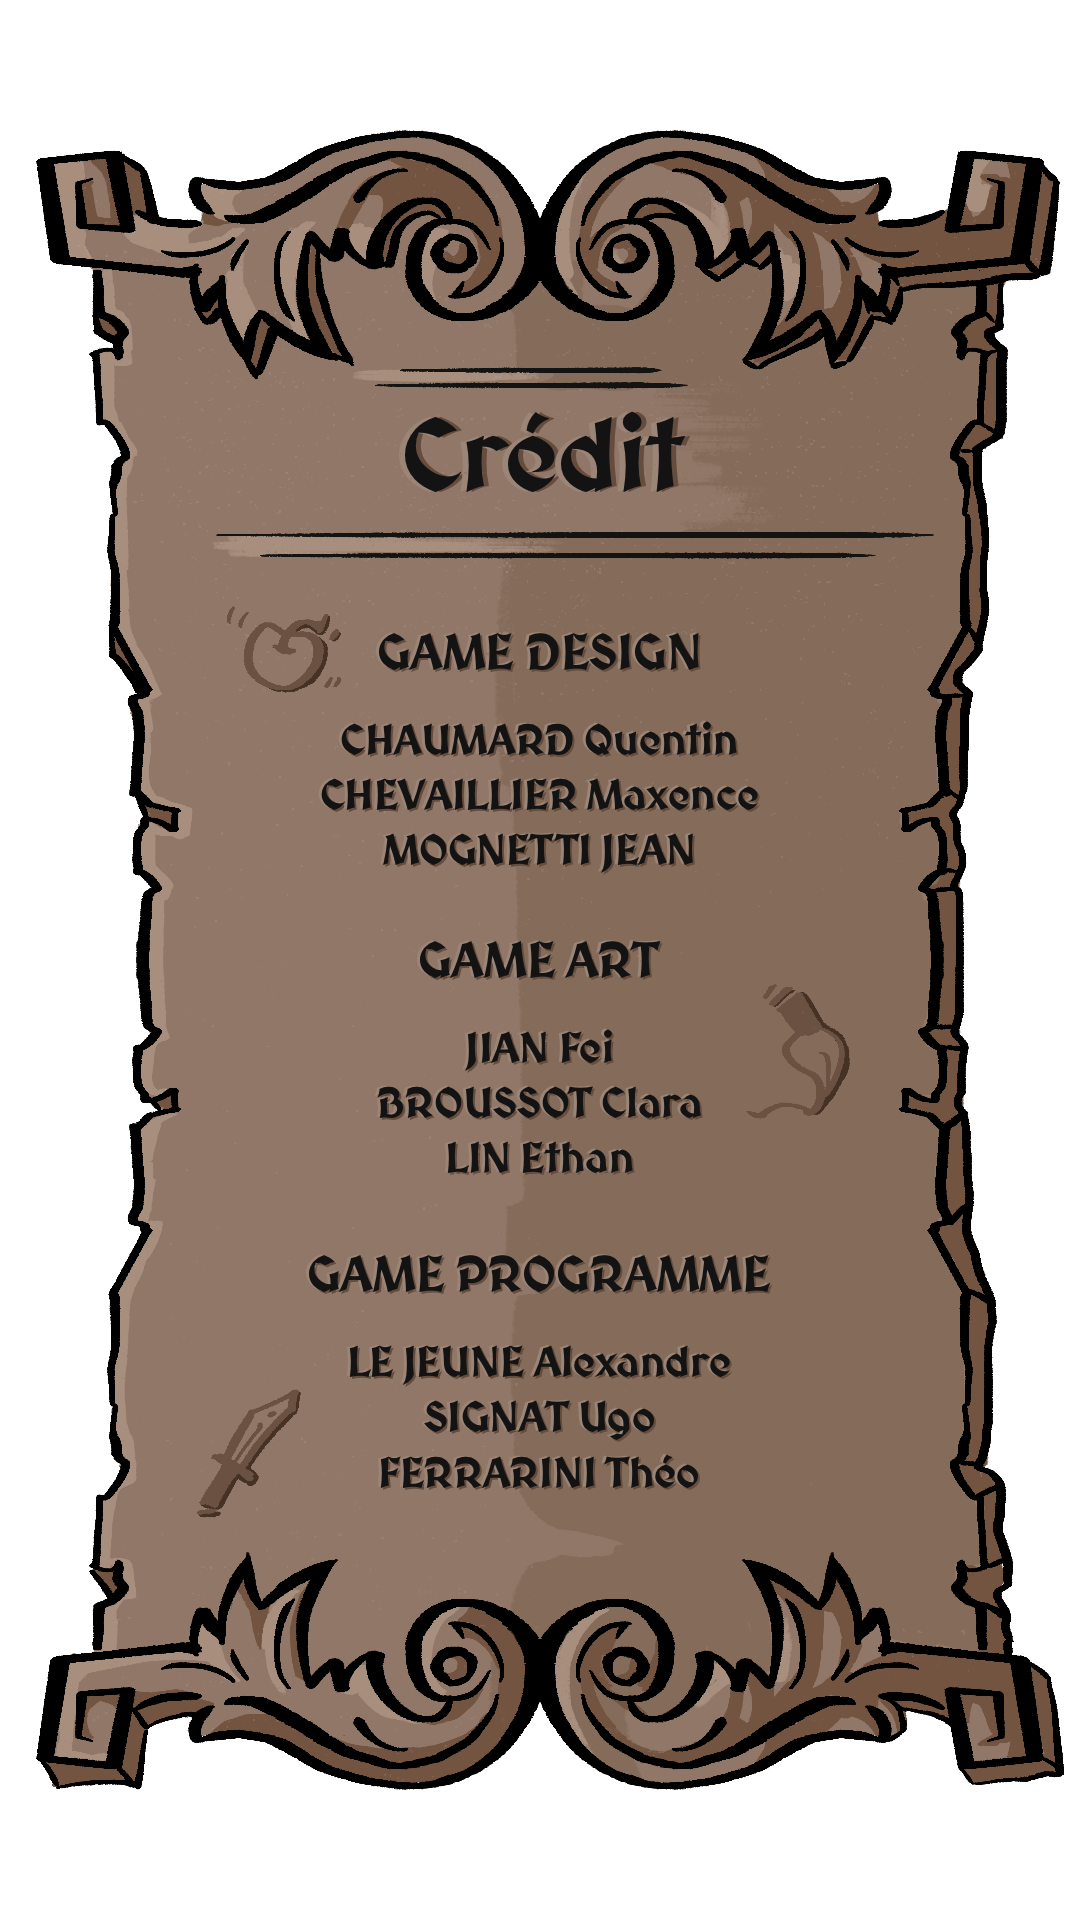 Crédit
GAME DESIGN
CHAUMARD Quentin
CHEVAILLIER Maxence
MOGNETTI JEAN
GAME ART
JIAN Fei
BROUSSOT Clara
LIN Ethan
GAME PROGRAMME
LE JEUNE Alexandre
SIGNAT Ugo
FERRARINI Théo